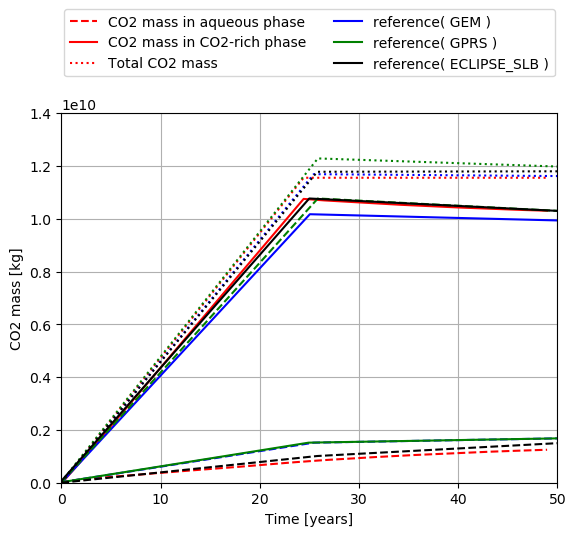 CO2 mass in aqueous phase
CO2 mass in CO2-rich phase
Total CO2 mass
reference( GEM )
reference( GPRS )
reference( ECLIPSE_SLB )
1e10
1.4
1.2
1.0
0.8
0.6
0.4
0.2
0.0
CO2 mass [kg]
0 10 20 30 40 50
Time [years]